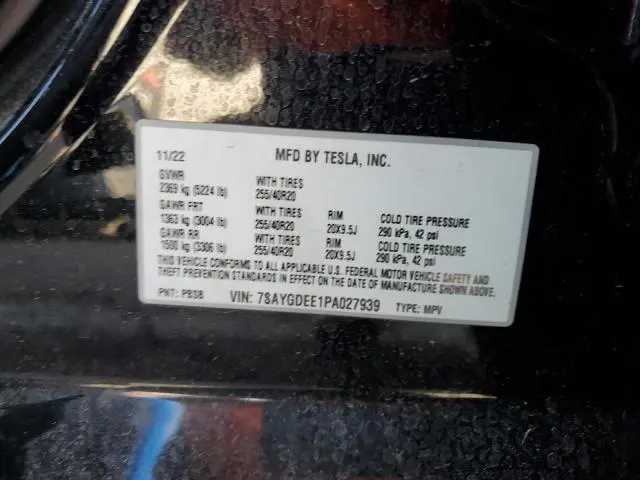 11/22 MFD BY TESLA, INC.
GVWR
2369 kg (5224 lb) WITH TIRES 255/40R20
GAWR FRT
1363 kg (3004 lb) WITH TIRES 255/40R20 RIM 20X9.5J COLD TIRE PRESSURE 290 kPa, 42 psi
GAWR RR
1500 kg (3306 lb) WITH TIRES 255/40R20 RIM 20X9.5J COLD TIRE PRESSURE 290 kPa, 42 psi
THIS VEHICLE CONFORMS TO ALL APPLICABLE U.S. FEDERAL MOTOR VEHICLE SAFETY AND
THEFT PREVENTION STANDARDS IN EFFECT ON THE DATE OF MANUFACTURE SHOWN ABOVE.
PNT: PBSB VIN: 7SAYGDEE1PA027939 TYPE: MPV